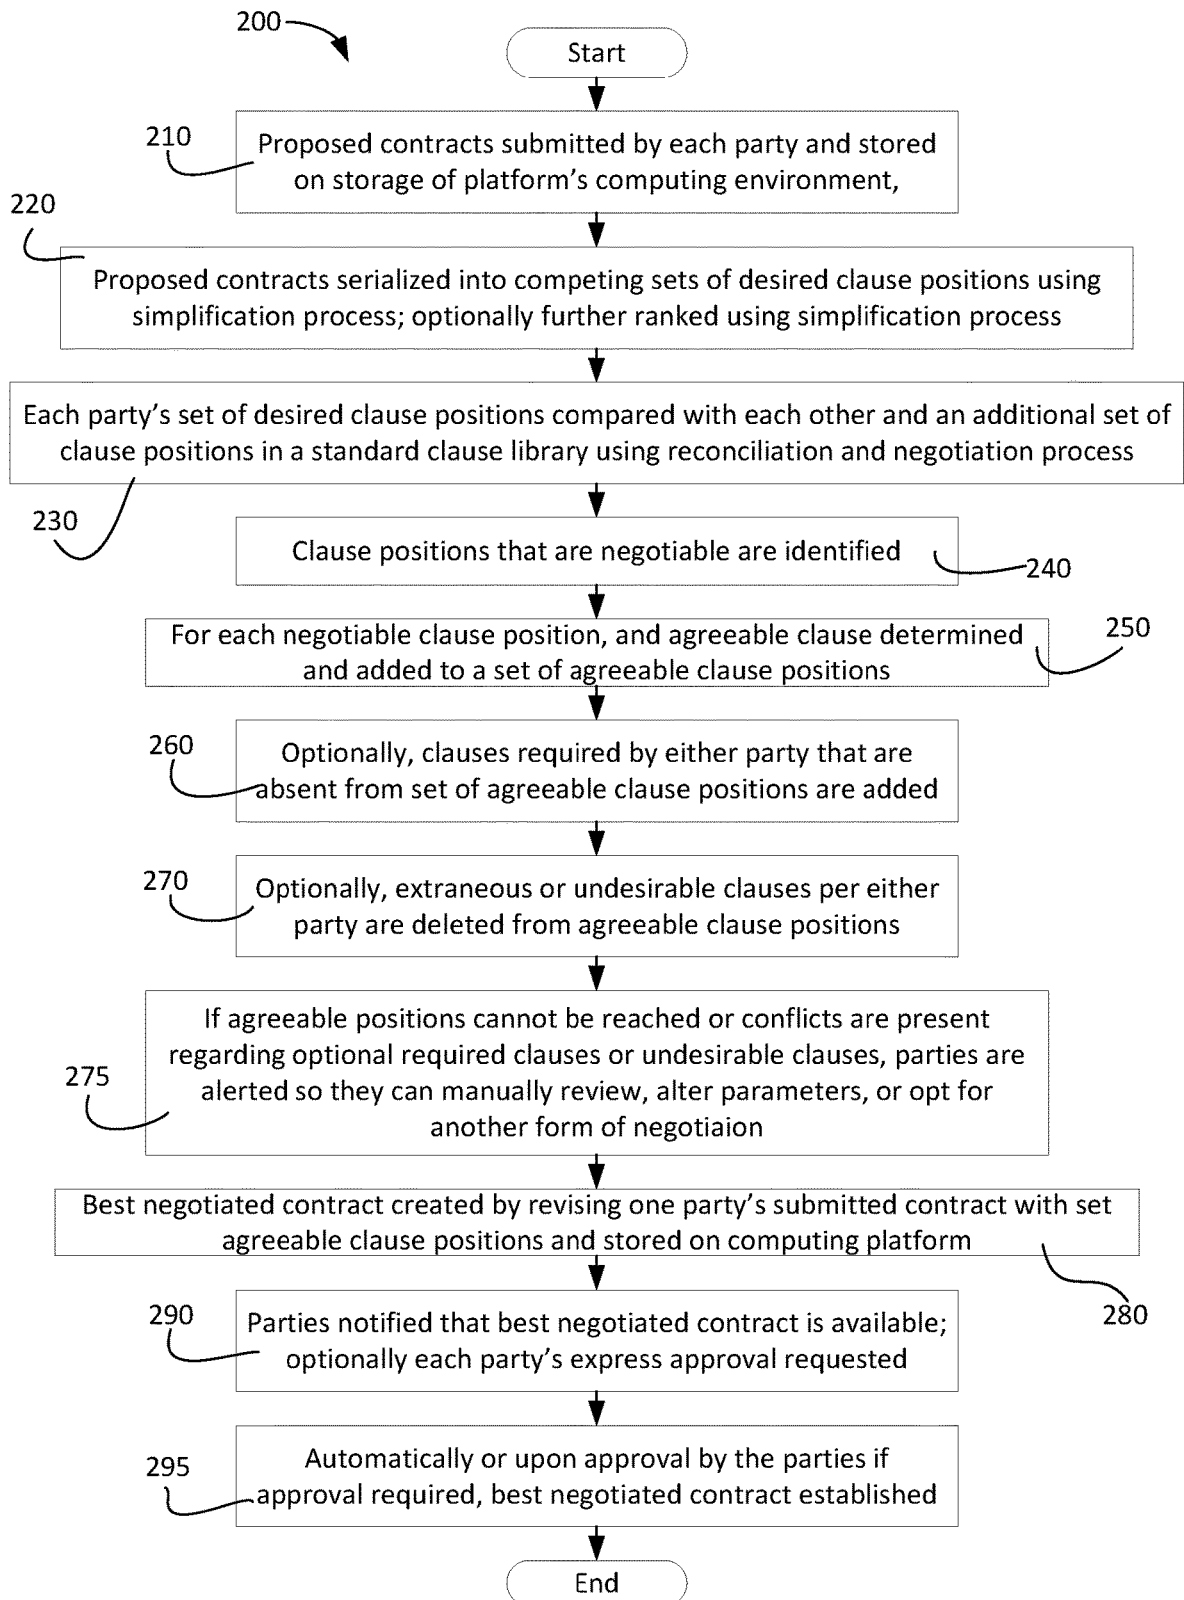 200
Start
210
Proposed contracts submitted by each party and stored
on storage of platform's computing environment,
220
Proposed contracts serialized into competing sets of desired clause positions using
simplification process; optionally further ranked using simplification process
Each party's set of desired clause positions compared with each other and an additional set of
clause positions in a standard clause library using reconciliation and negotiation process
230
Clause positions that are negotiable are identified
240
For each negotiable clause position, and agreeable clause determined
and added to a set of agreeable clause positions
250
260
Optionally, clauses required by either party that are
absent from set of agreeable clause positions are added
270
Optionally, extraneous or undesirable clauses per either
party are deleted from agreeable clause positions
275
If agreeable positions cannot be reached or conflicts are present
regarding optional required clauses or undesirable clauses, parties are
alerted so they can manually review, alter parameters, or opt for
another form of negotiaion
Best negotiated contract created by revising one party's submitted contract with set
agreeable clause positions and stored on computing platform
280
290
Parties notified that best negotiated contract is available;
optionally each party's express approval requested
295
Automatically or upon approval by the parties if
approval required, best negotiated contract established
End